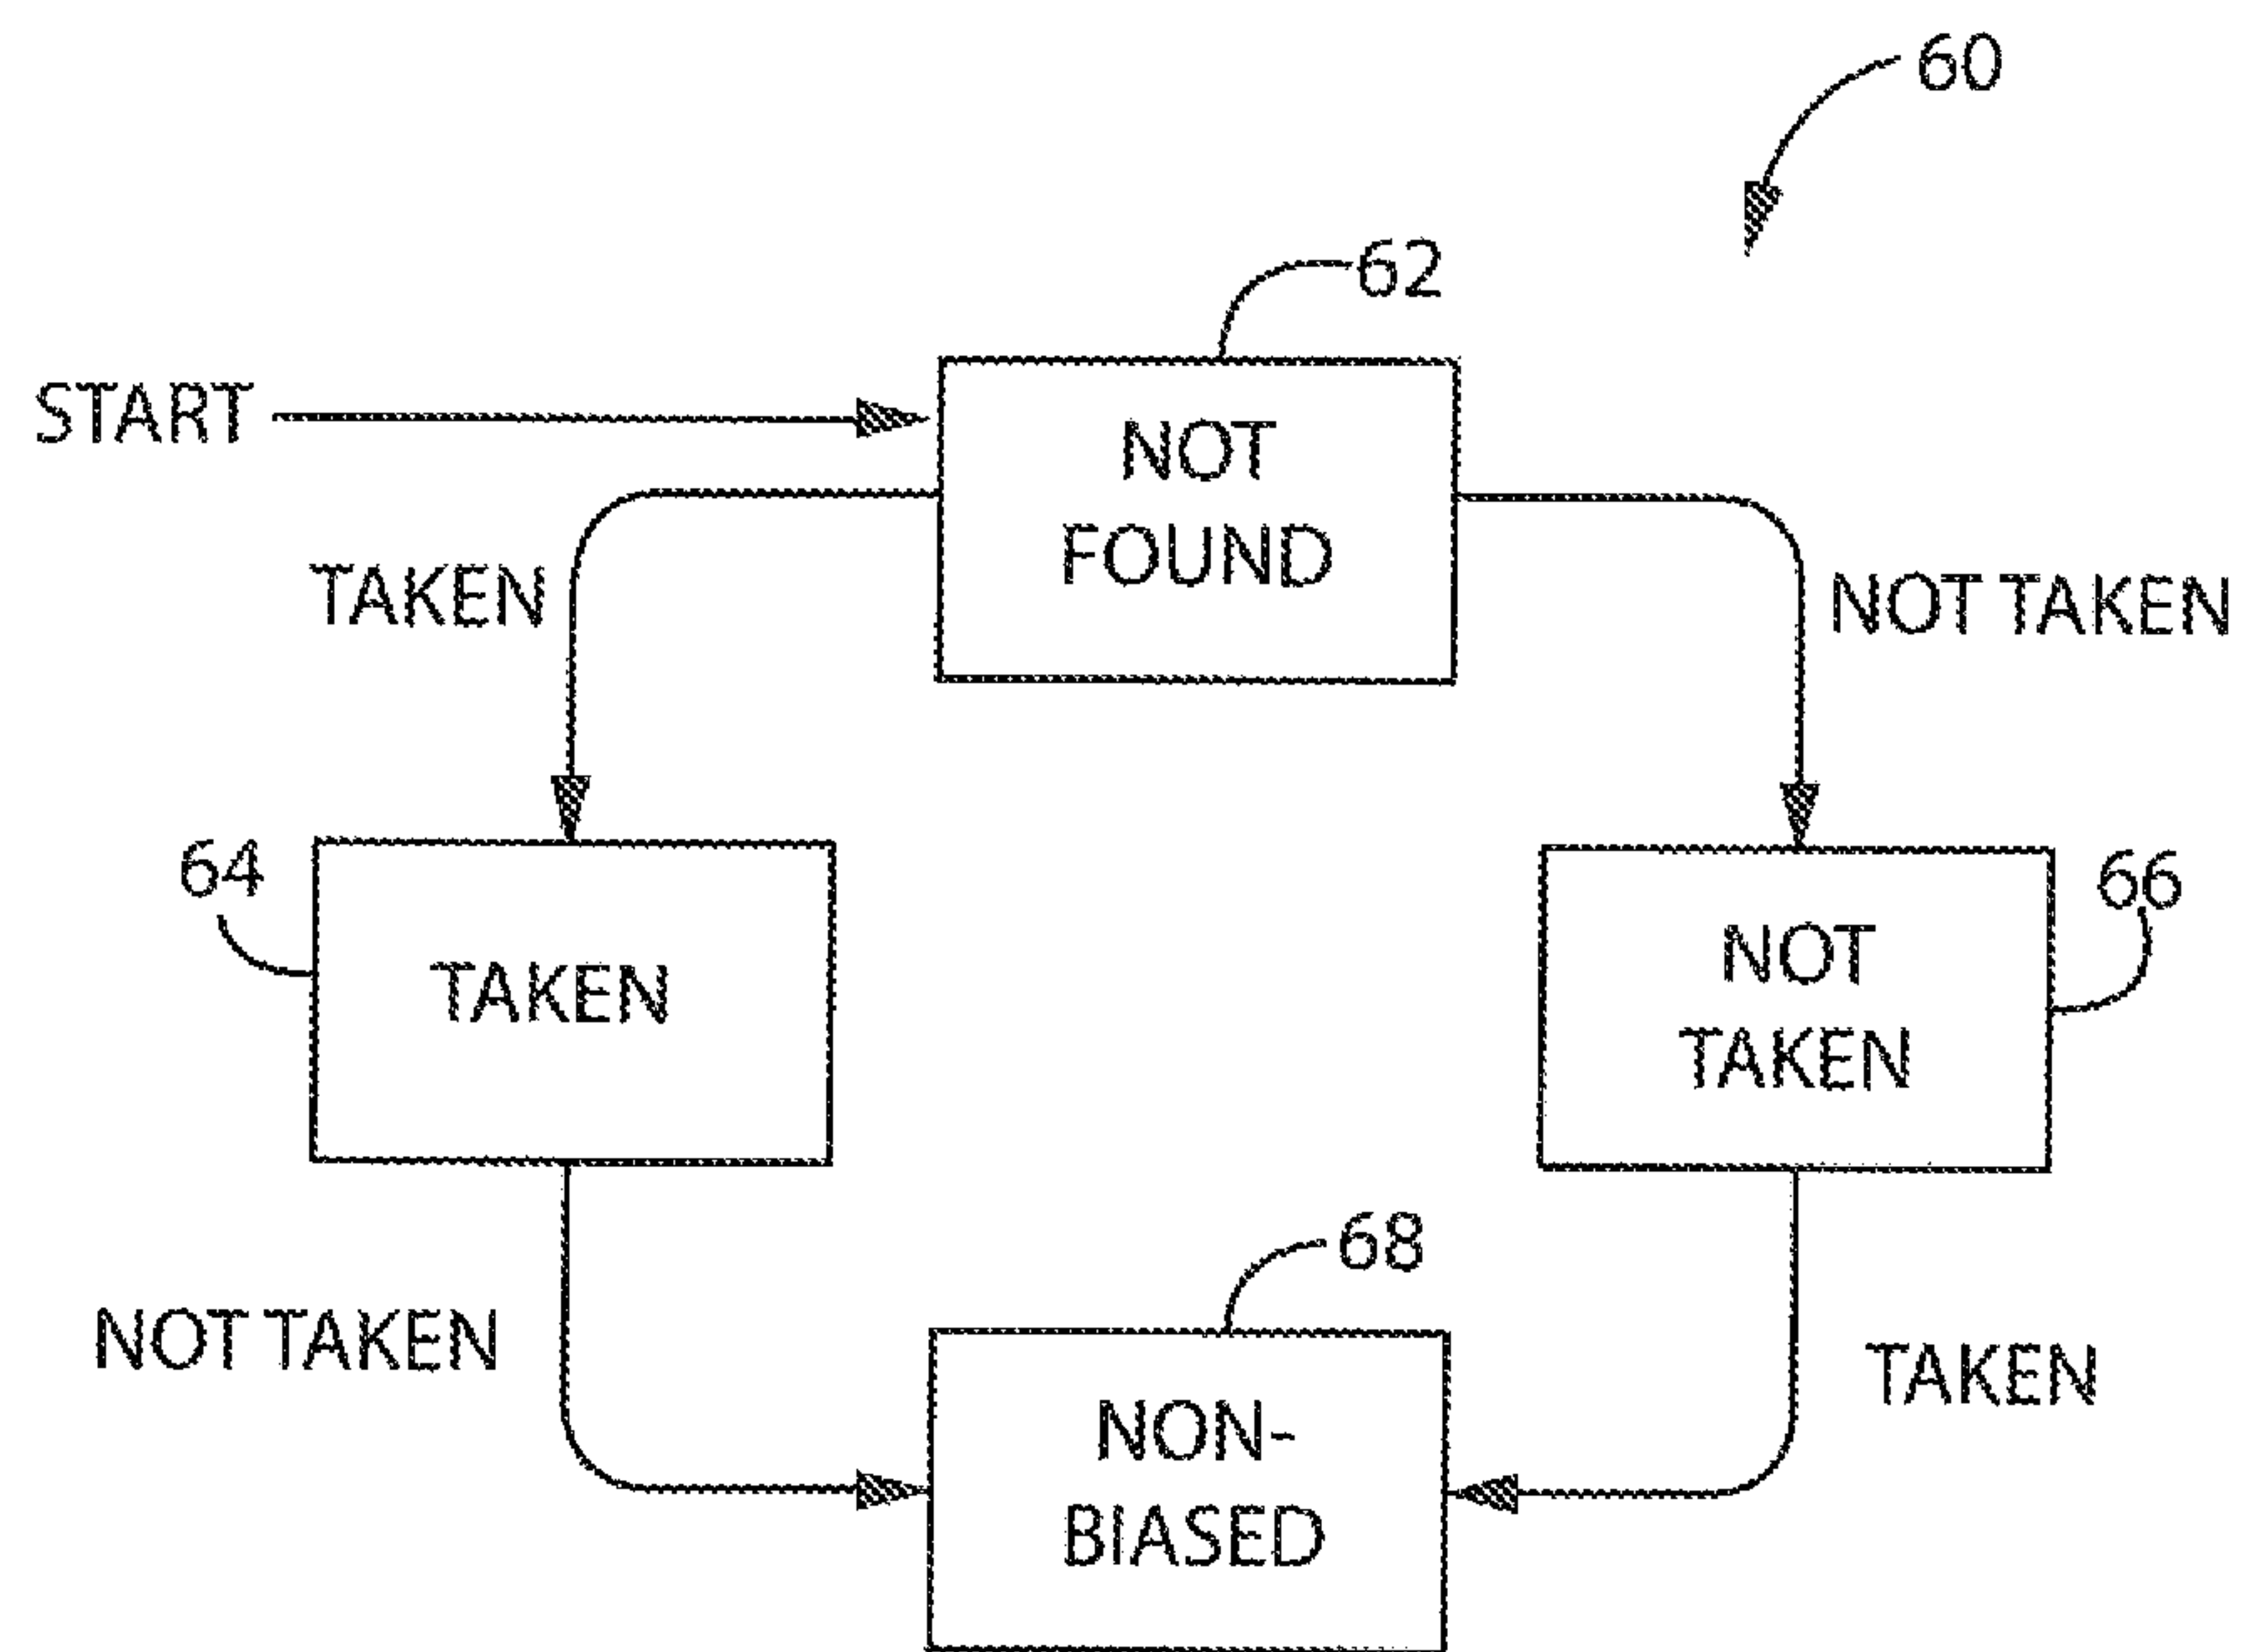 60
62
START
NOT
FOUND
TAKEN
NOT TAKEN
64
TAKEN
66
NOT
TAKEN
68
NOT TAKEN
TAKEN
NON-
BIASED